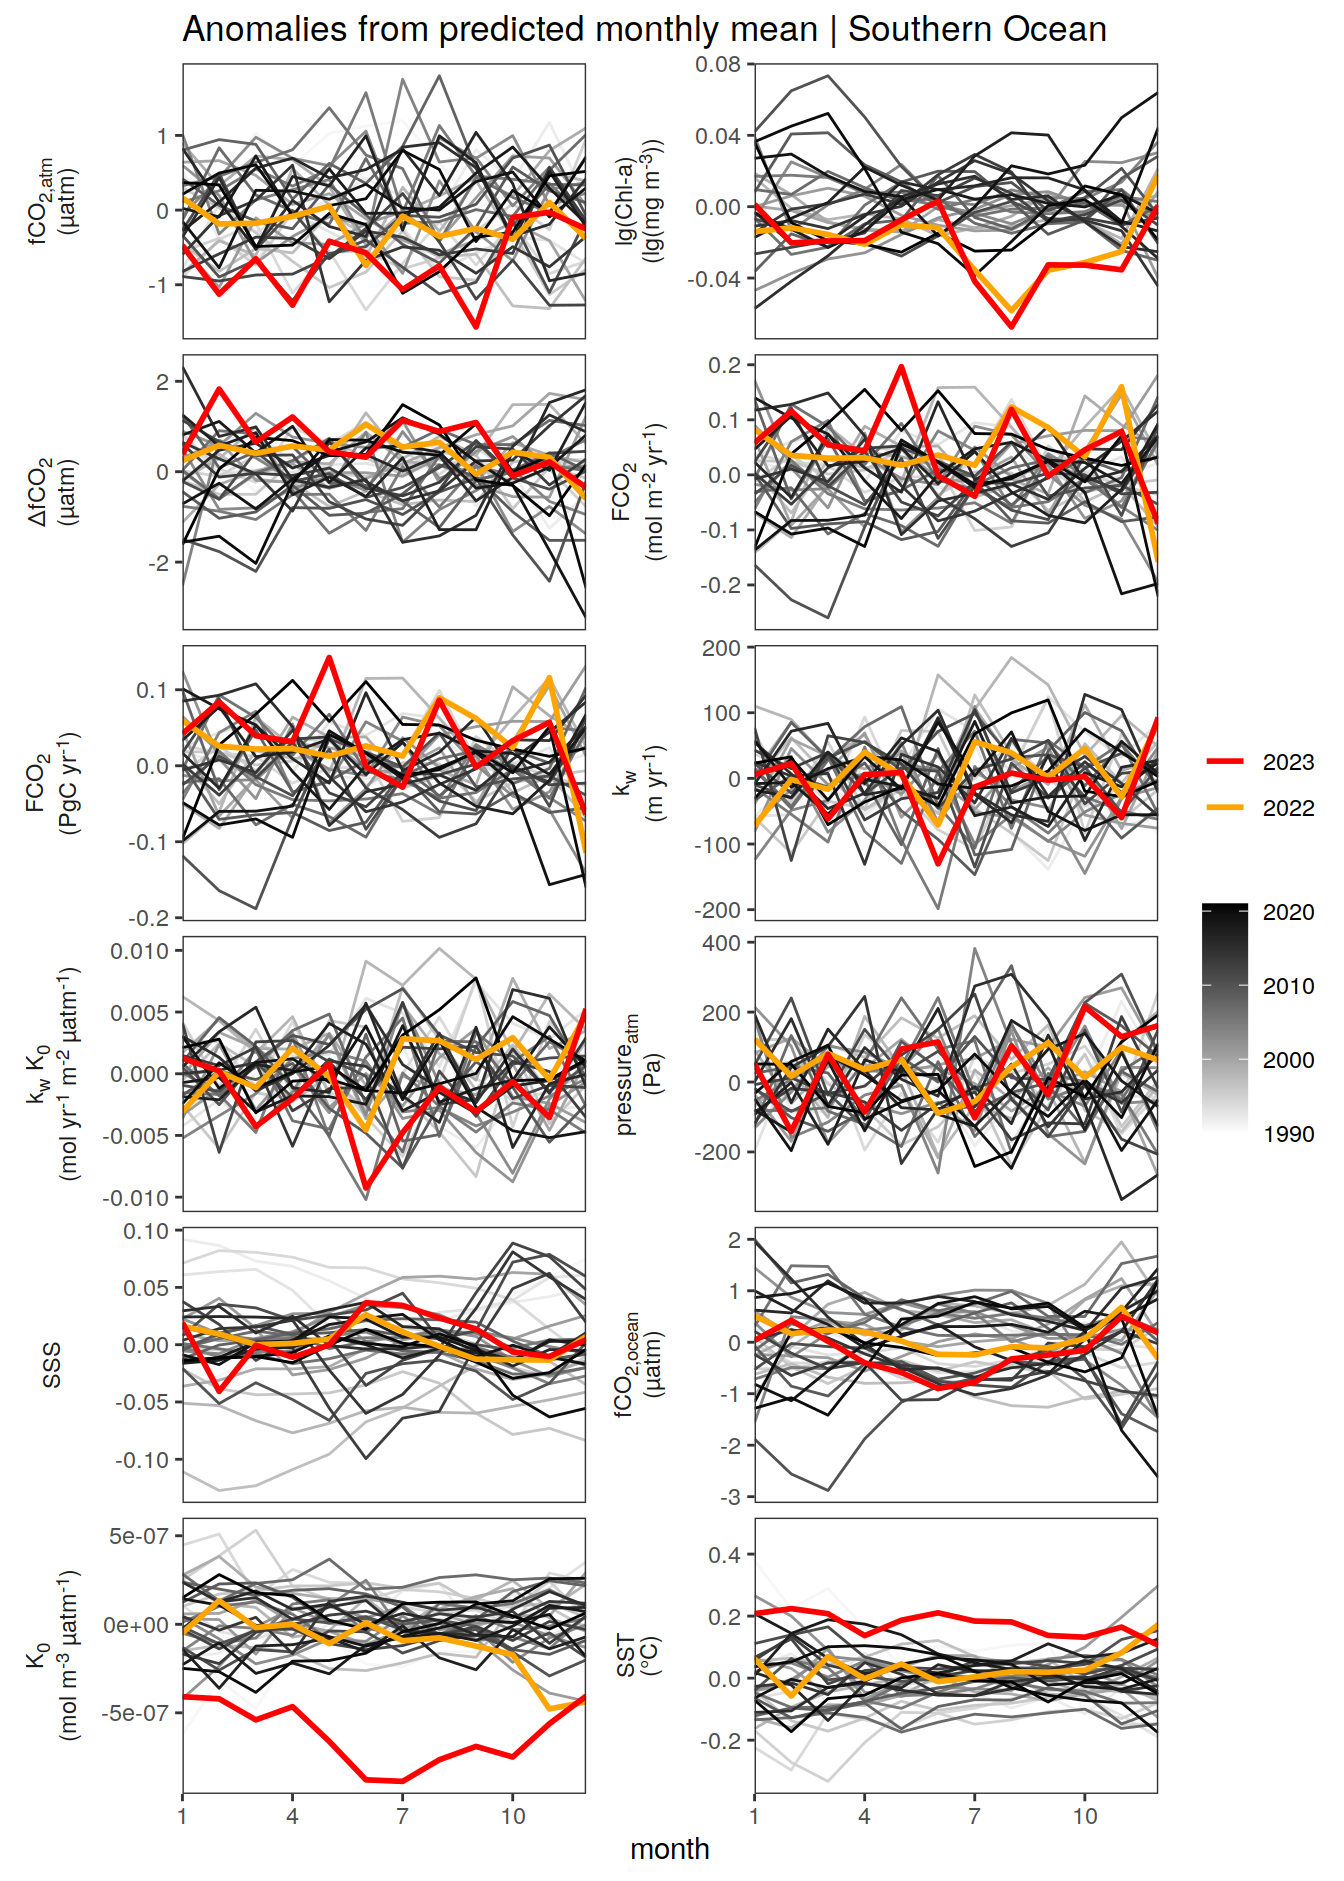 Anomalies from predicted monthly mean | Southern Ocean
fCO2,atm
(µatm)
1
0
-1
lg(Chl-a)
(lg(mg m-3))
0.08
0.04
0.00
-0.04
ΔfCO2
(µatm)
2
0
-2
FCO2
(mol m-2 yr-1)
0.2
0.1
0.0
-0.1
-0.2
FCO2
(PgC yr-1)
0.1
0.0
-0.1
-0.2
kw
(m yr-1)
200
100
0
-100
-200
2023
2022
2020
2010
2000
1990
kw K0
(mol yr-1 m-2 µatm-1)
0.010
0.005
0.000
-0.005
-0.010
pressureatm
(Pa)
400
200
0
-200
SSS
0.10
0.05
0.00
-0.05
-0.10
fCO2,ocean
(µatm)
2
1
0
-1
-2
-3
K0
(mol m-3 µatm-1)
5e-07
0e+00
-5e-07
SST
(°C)
0.4
0.2
0.0
-0.2
1 4 7 10
1 4 7 10
month